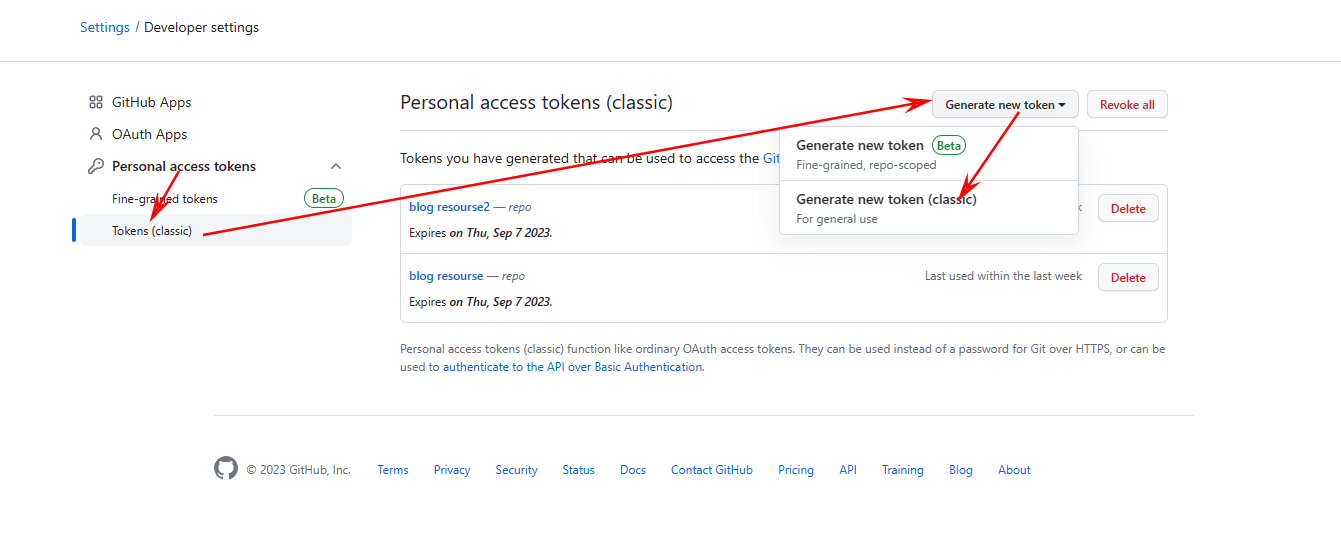 Settings / Developer settings
GitHub Apps
OAuth Apps
Personal access tokens
Fine-grained tokens Beta
Tokens (classic)
Personal access tokens (classic)
Generate new token
Revoke all
Generate new token Beta
Fine-grained, repo-scoped
Generate new token (classic)
For general use
Tokens you have generated that can be used to access the Git
blog resourse2 — repo
Delete
Expires on Thu, Sep 7 2023.
blog resourse — repo
Last used within the last week
Delete
Expires on Thu, Sep 7 2023.
Personal access tokens (classic) function like ordinary OAuth access tokens. They can be used instead of a password for Git over HTTPS, or can be
used to authenticate to the API over Basic Authentication.
© 2023 GitHub, Inc. Terms Privacy Security Status Docs Contact GitHub Pricing API Training Blog About